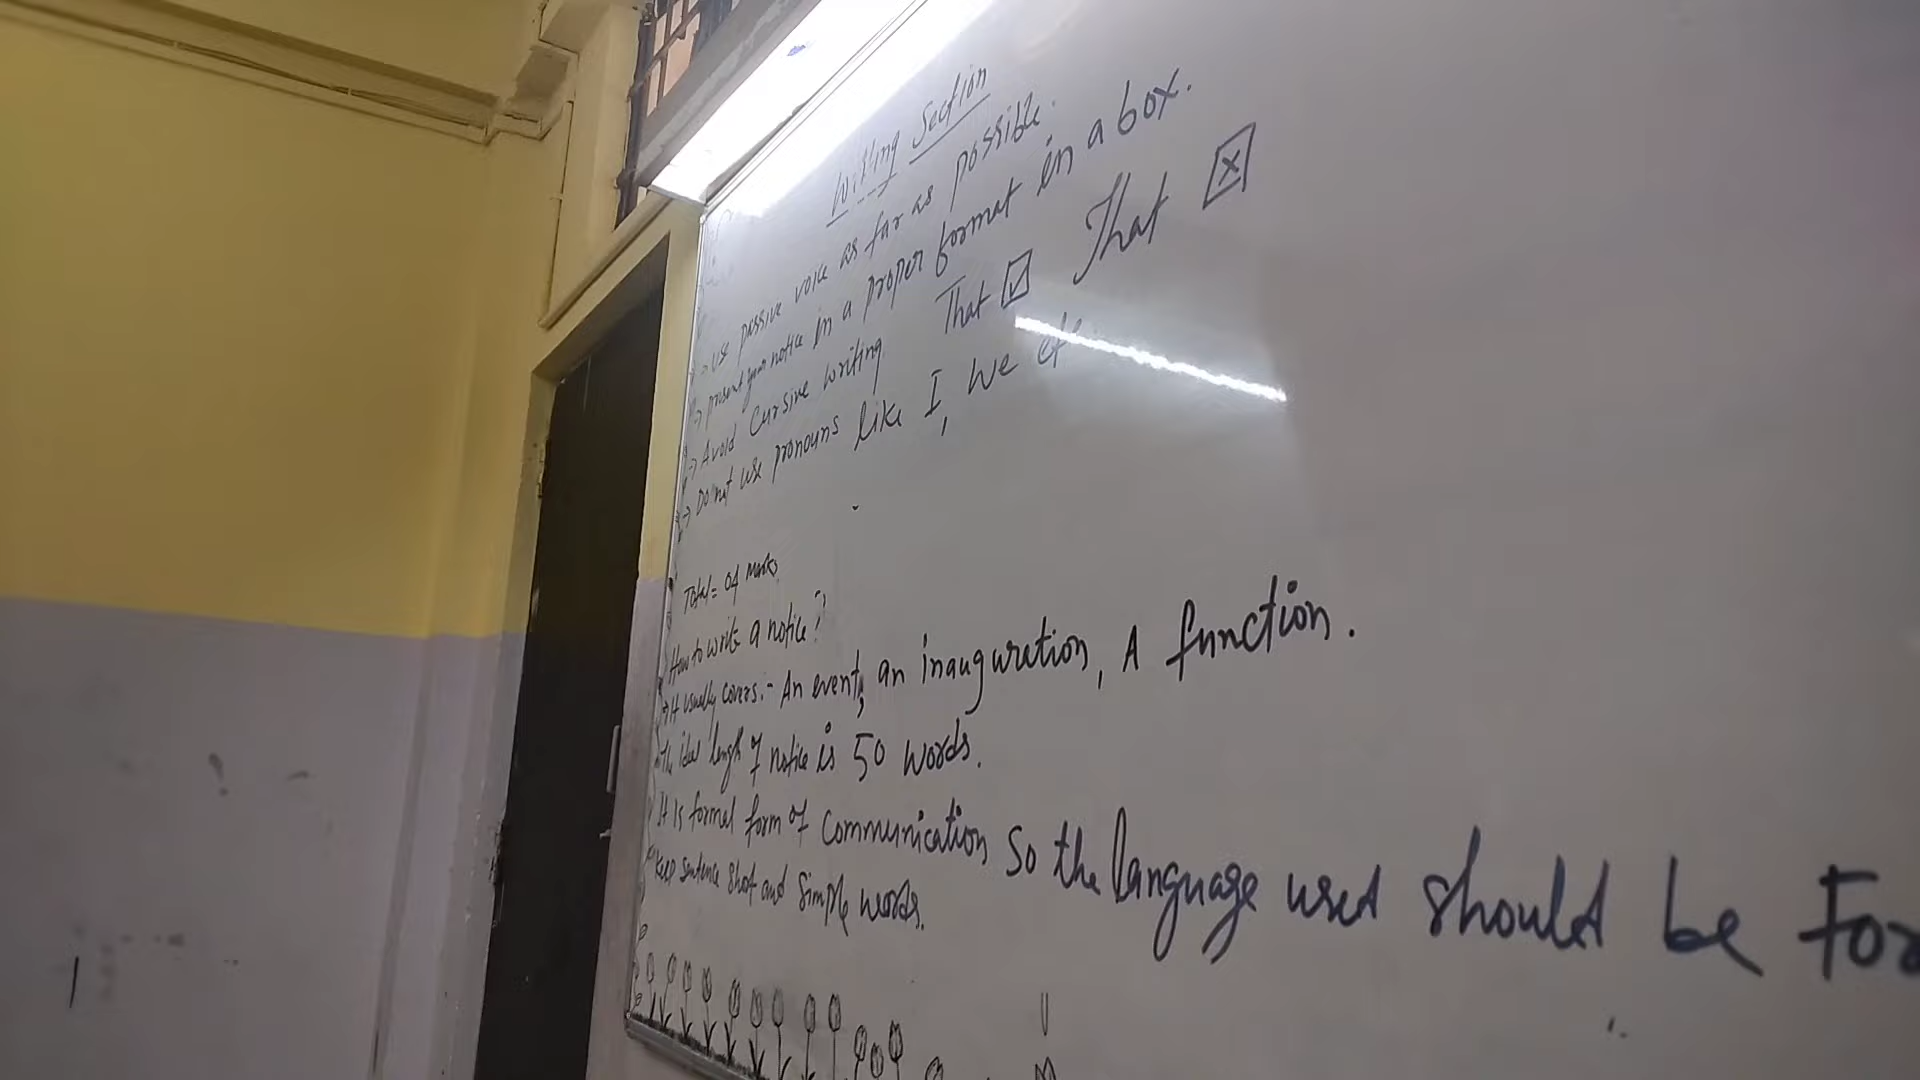 Writing Section
→ Use passive voice as far as possible.
→ present your notice in a proper format in a box.
→ Avoid Cursive writing That ☑ That ☒
→ Do not use pronouns like I, we
Total = 04 Marks
How to write a notice?
→ It usually covers:- An event, an inauguretion, A function.
The ideal length of notice is 50 words.
It is formal form of communication so the language used should be For
keep sentence short and simple words.